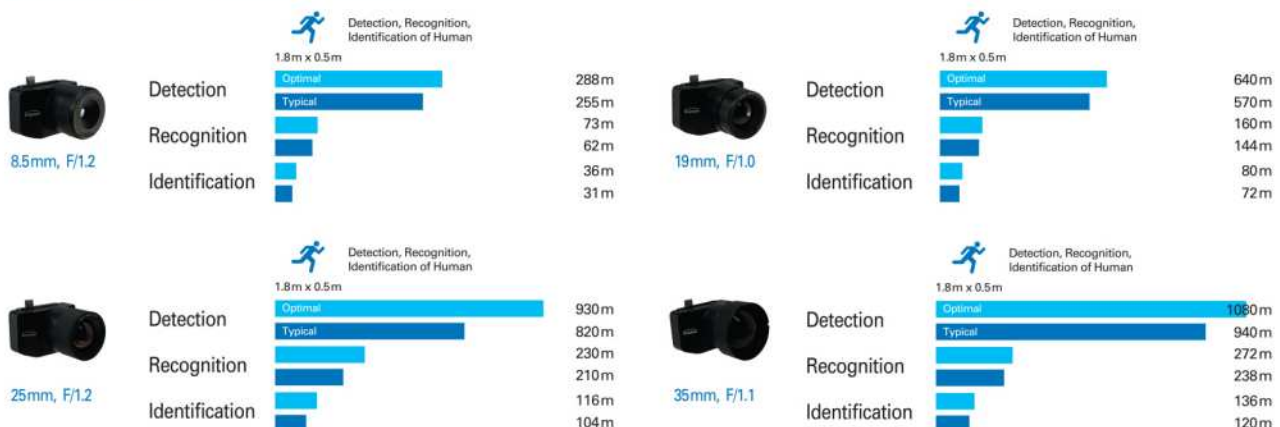 Detection, Recognition,
Identification of Human
1.8m x 0.5m
Detection
Optimal
288m
Typical
255m
Recognition
73m
62m
Identification
36m
31m
8.5mm, F/1.2
Detection, Recognition,
Identification of Human
1.8m x 0.5m
Detection
Optimal
640m
Typical
570m
Recognition
160m
144m
Identification
80m
72m
19mm, F/1.0
Detection, Recognition,
Identification of Human
1.8m x 0.5m
Detection
Optimal
930m
Typical
820m
Recognition
230m
210m
Identification
116m
104m
25mm, F/1.2
Detection, Recognition,
Identification of Human
1.8m x 0.5m
Detection
Optimal
1080m
Typical
940m
Recognition
272m
238m
Identification
136m
120m
35mm, F/1.1